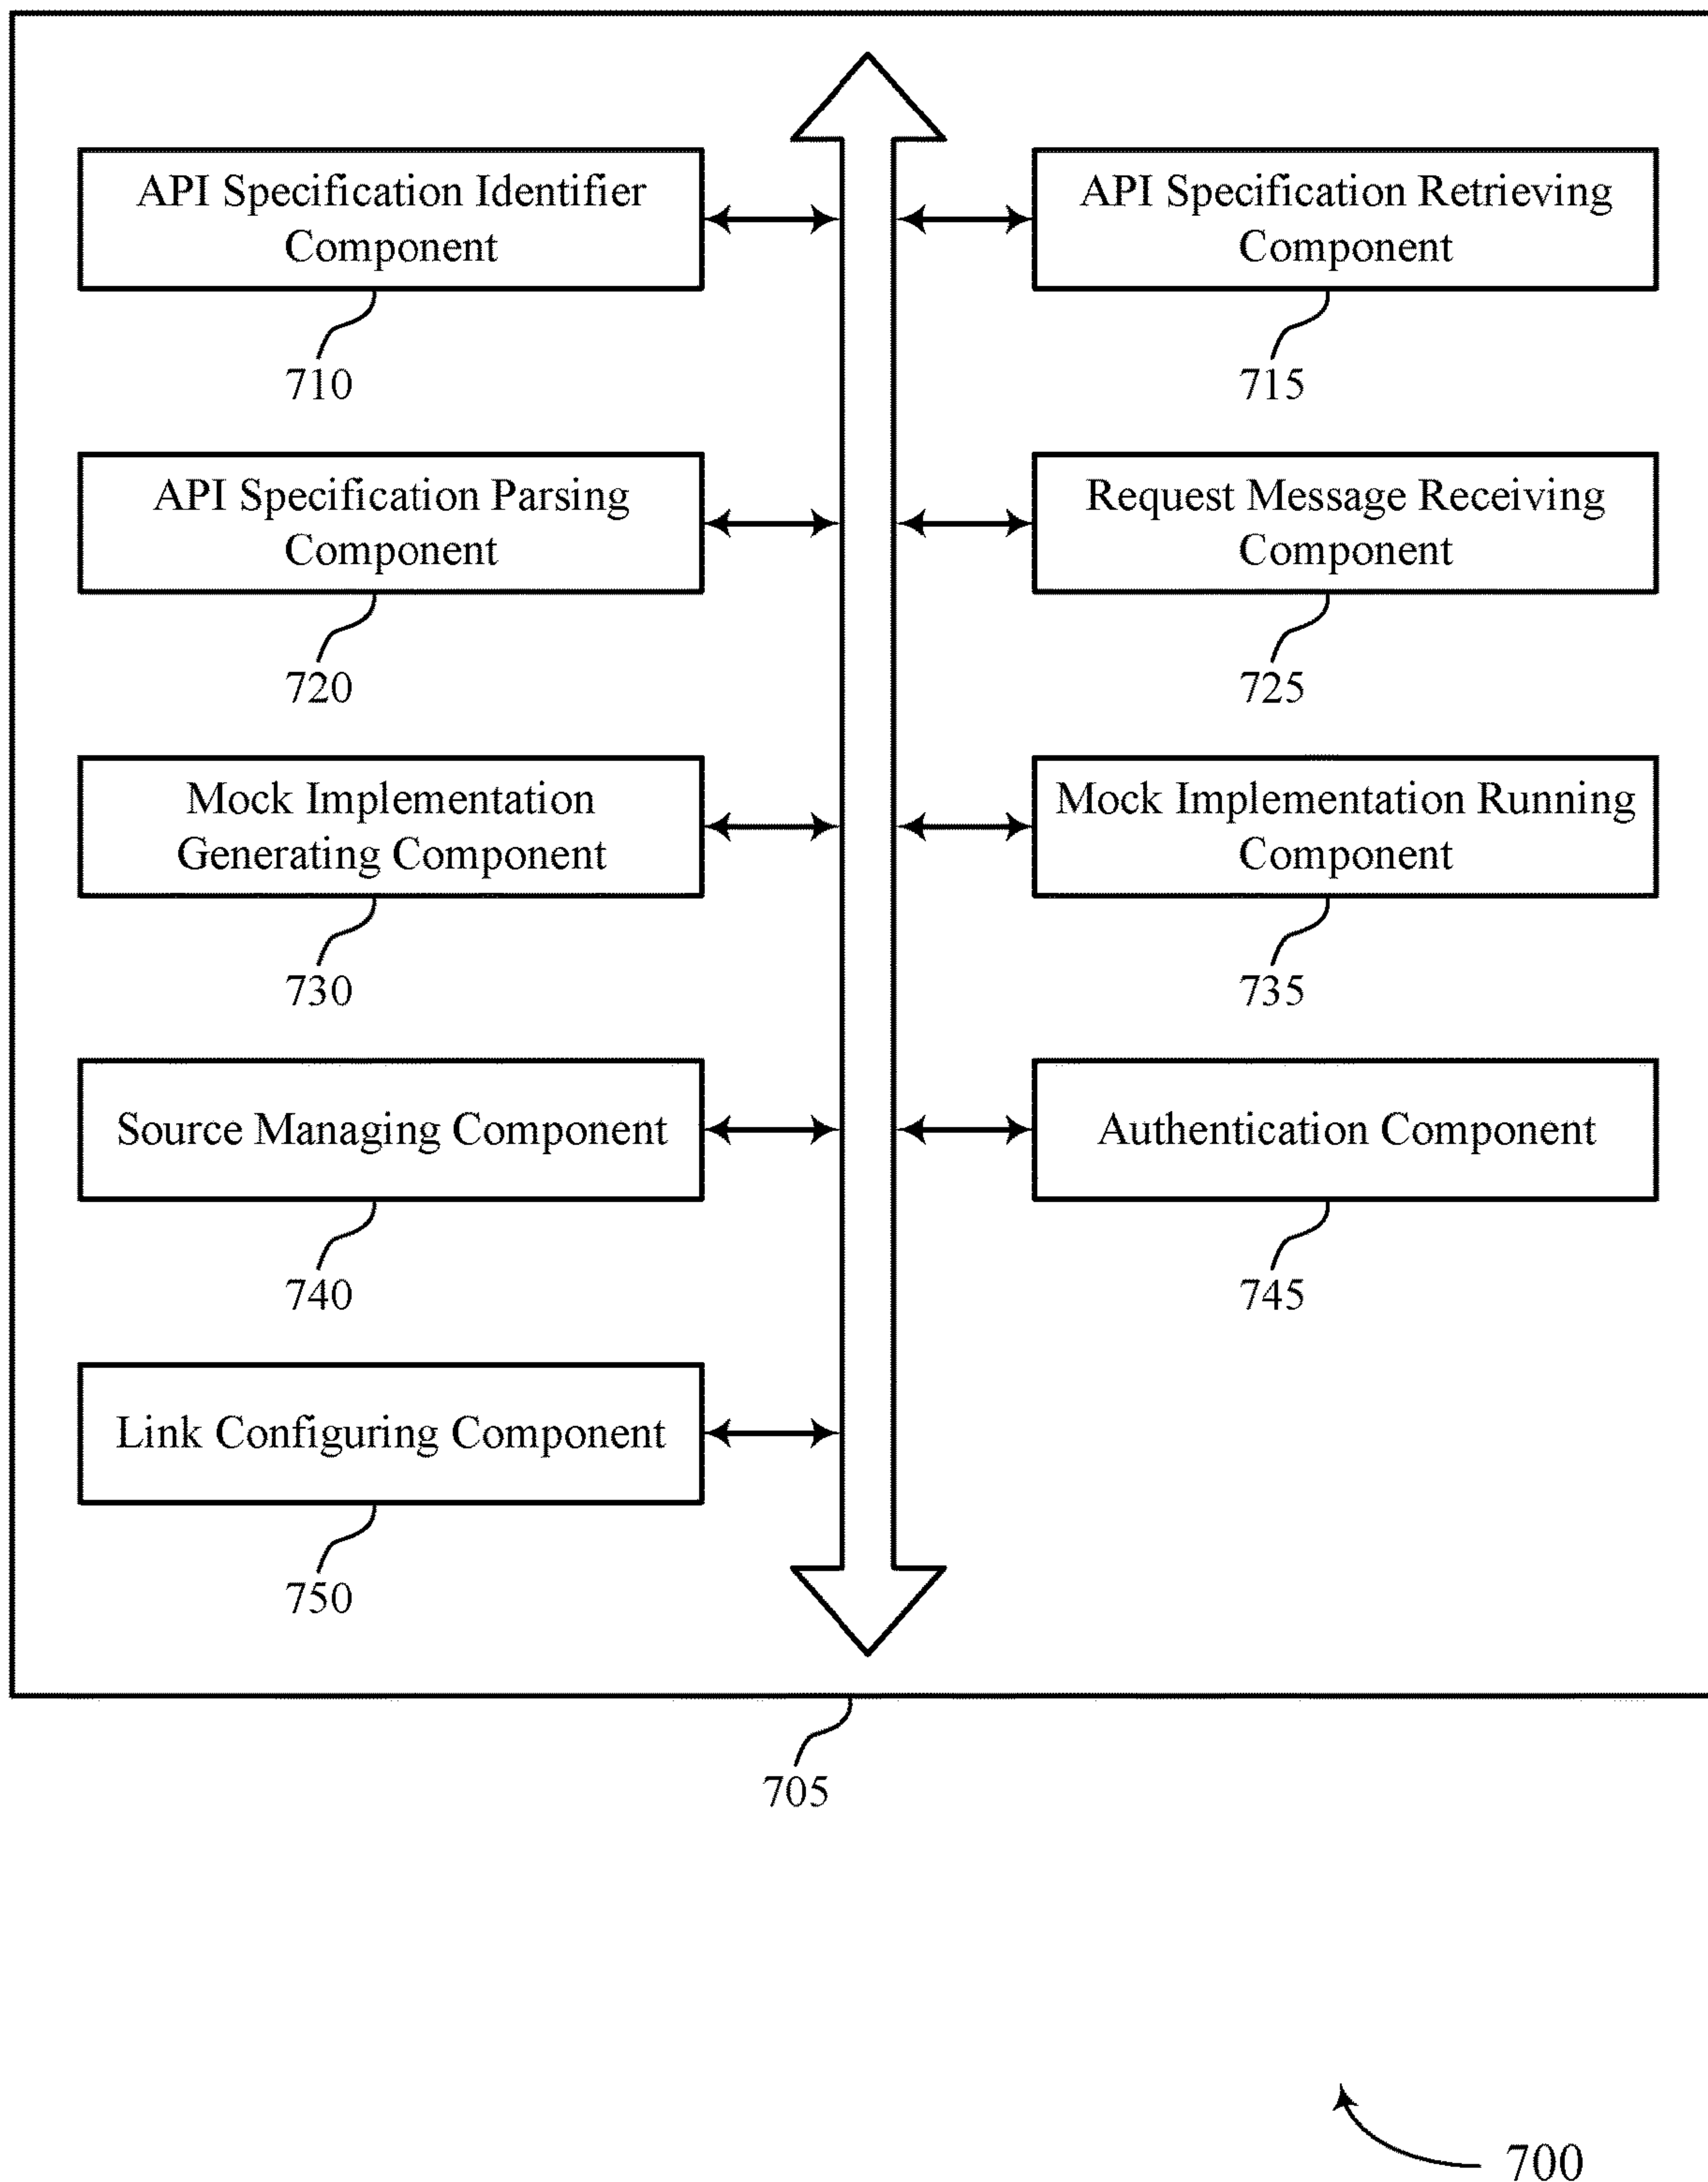 API Specification Identifier
Component
710
API Specification Retrieving
Component
715
API Specification Parsing
Component
720
Request Message Receiving
Component
725
Mock Implementation
Generating Component
730
Mock Implementation Running
Component
735
Source Managing Component
740
Authentication Component
745
Link Configuring Component
750
705
700